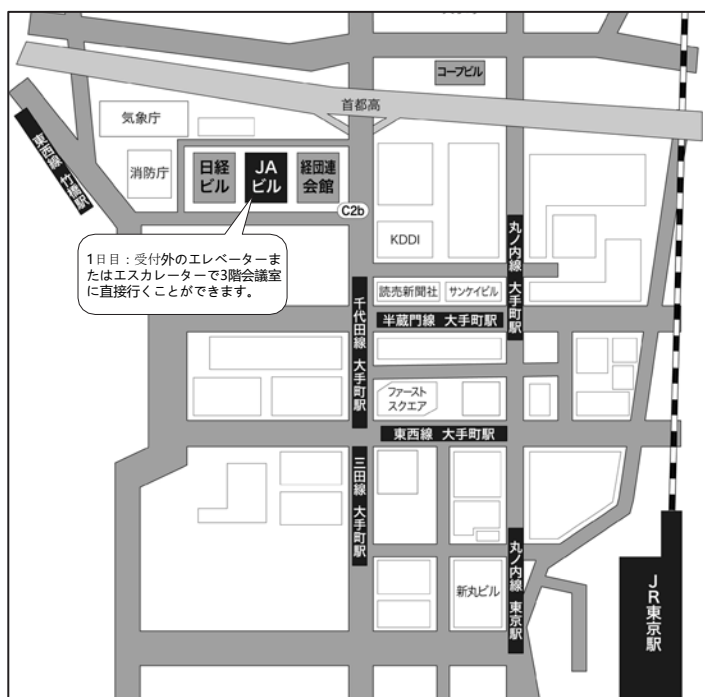 コープビル
首都高
気象庁
東西線 竹橋駅
消防庁
日経
ビル
JA
ビル
経団連
会館
C2b
KDDI
1日目：受付外のエレベーターま
たはエスカレーターで3階会議室
に直接行くことができます。
丸ノ内線 大手町駅
読売新聞社
サンケイビル
千代田線 大手町駅
半蔵門線 大手町駅
ファースト
スクエア
東西線 大手町駅
三田線 大手町駅
丸ノ内線 東京駅
新丸ビル
JR東京駅